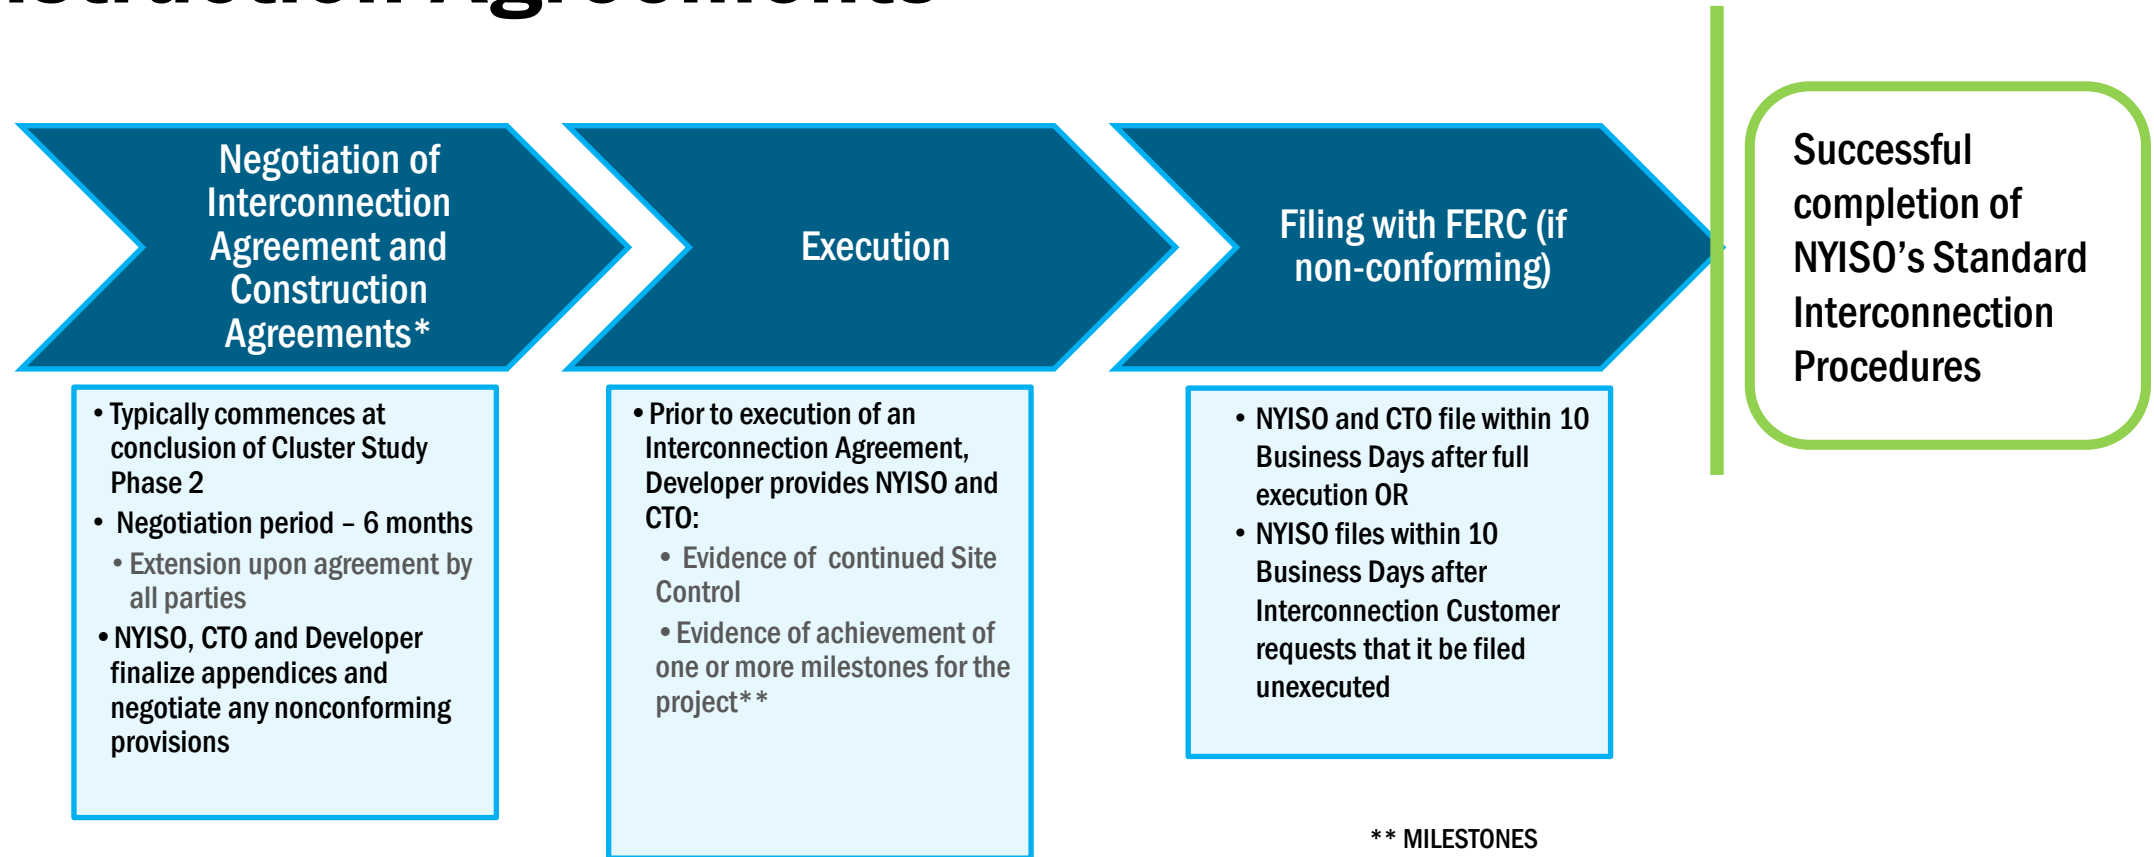 Agreements
Negotiation of
Interconnection
Agreement and
Construction
Agreements*
• Typically commences at
conclusion of Cluster Study
Phase 2
• Negotiation period – 6 months
• Extension upon agreement by
all parties
• NYISO, CTO and Developer
finalize appendices and
negotiate any nonconforming
provisions
Execution
• Prior to execution of an
Interconnection Agreement,
Developer provides NYISO and
CTO:
• Evidence of continued Site
Control
• Evidence of achievement of
one or more milestones for the
project**
Filing with FERC (if
non-conforming)
• NYISO and CTO file within 10
Business Days after full
execution OR
• NYISO files within 10
Business Days after
Interconnection Customer
requests that it be filed
unexecuted
Successful
completion of
NYISO’s Standard
Interconnection
Procedures
** MILESTONES